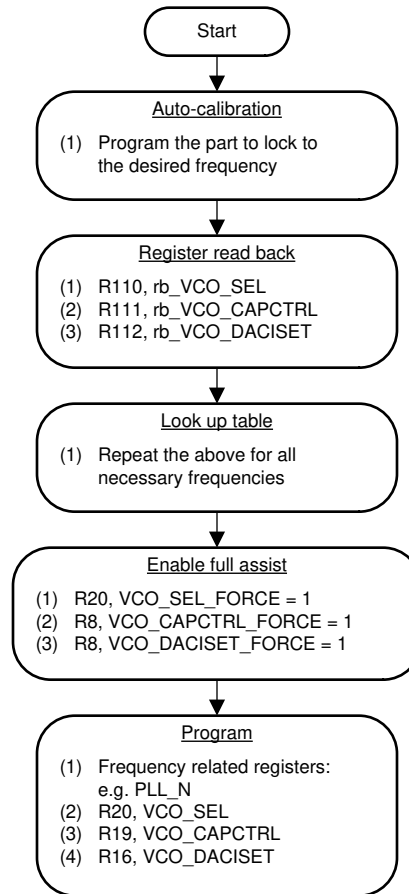 Start
Auto-calibration
(1) Program the part to lock to
the desired frequency
Register read back
(1) R110, rb_VCO_SEL
(2) R111, rb_VCO_CAPCTRL
(3) R112, rb_VCO_DACISET
Look up table
(1) Repeat the above for all
necessary frequencies
Enable full assist
(1) R20, VCO_SEL_FORCE = 1
(2) R8, VCO_CAPCTRL_FORCE = 1
(3) R8, VCO_DACISET_FORCE = 1
Program
(1) Frequency related registers:
e.g. PLL_N
(2) R20, VCO_SEL
(3) R19, VCO_CAPCTRL
(4) R16, VCO_DACISET